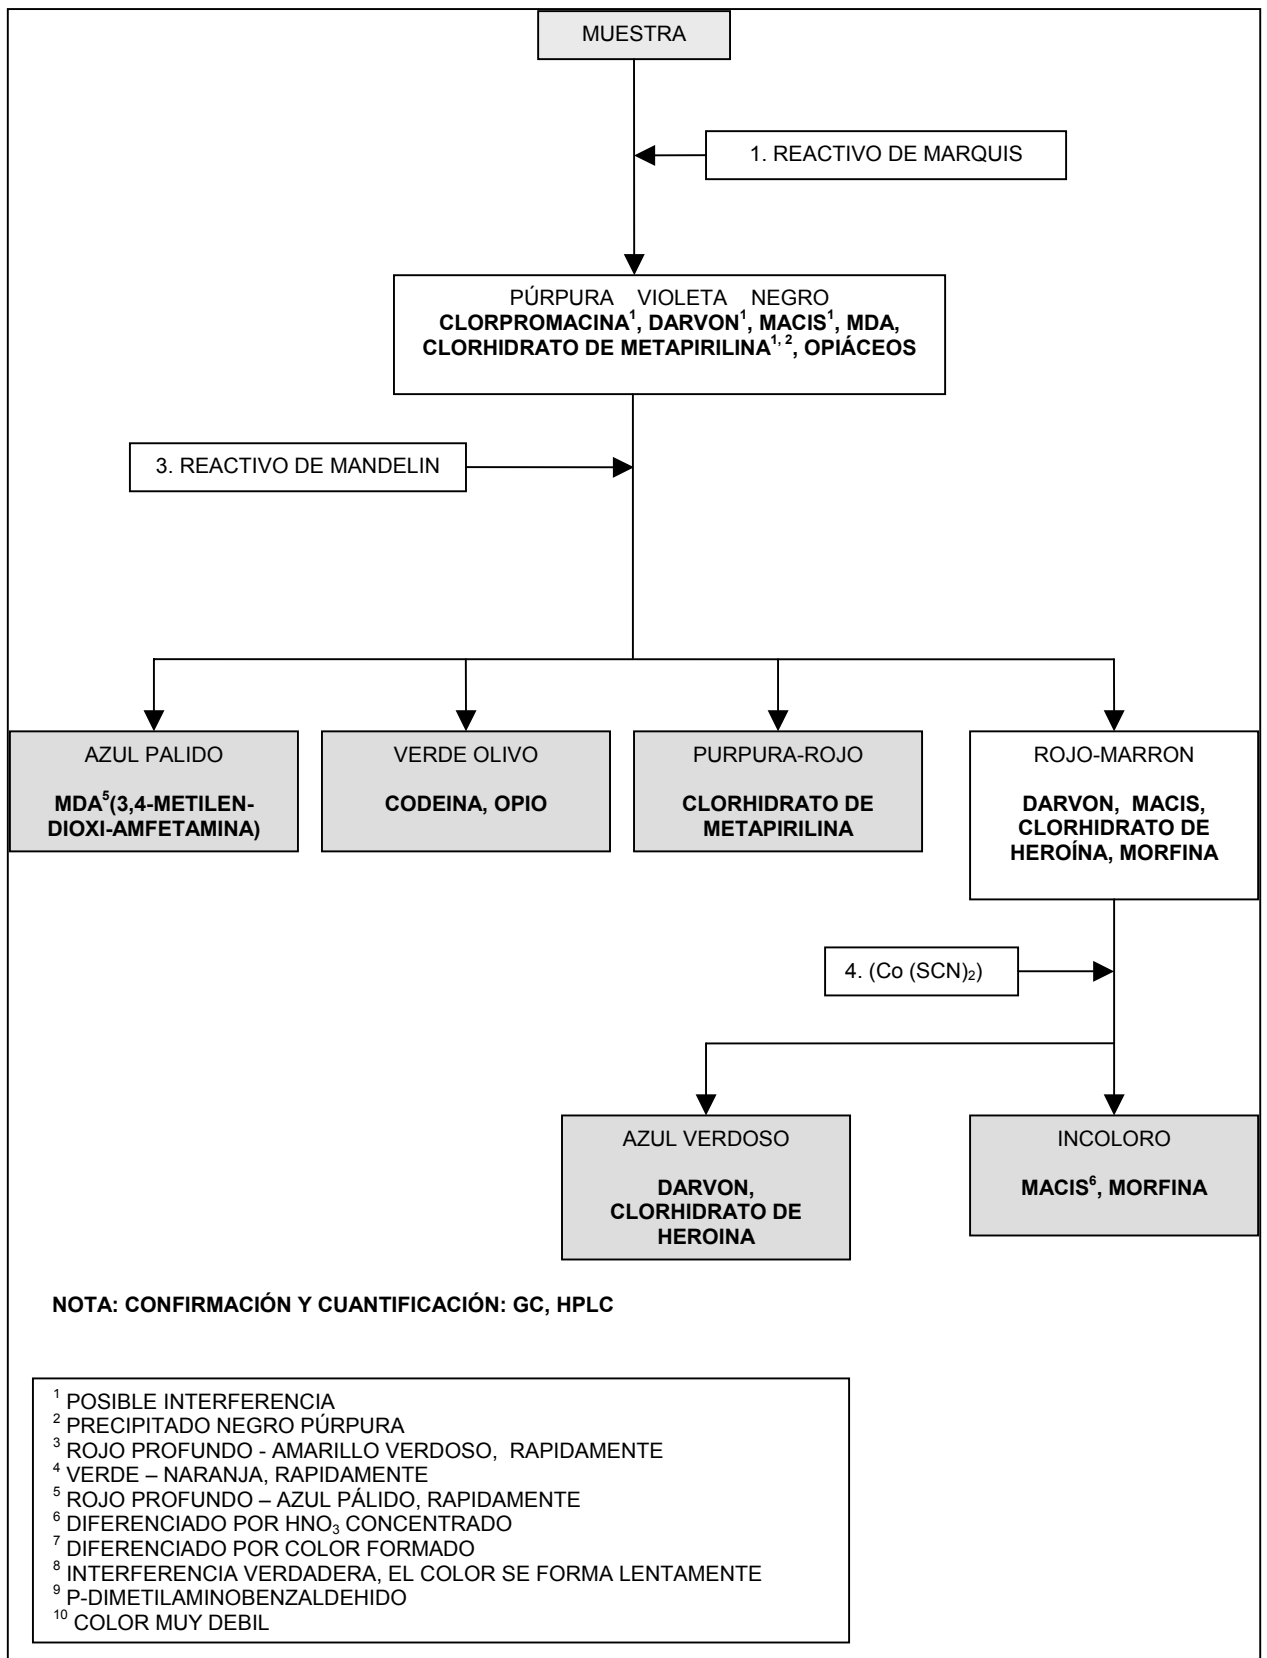 MUESTRA
1. REACTIVO DE MARQUIS
PÚRPURA VIOLETA NEGRO
CLORPROMACINA¹, DARVON¹, MACIS¹, MDA,
CLORHIDRATO DE METAPIRILINA¹˒ ², OPIÁCEOS
3. REACTIVO DE MANDELIN
AZUL PALIDO
MDA⁵(3,4-METILEN-
DIOXI-AMFETAMINA)
VERDE OLIVO
CODEINA, OPIO
PURPURA-ROJO
CLORHIDRATO DE
METAPIRILINA
ROJO-MARRON
DARVON, MACIS,
CLORHIDRATO DE
HEROÍNA, MORFINA
4. (Co (SCN)₂)
AZUL VERDOSO
DARVON,
CLORHIDRATO DE
HEROINA
INCOLORO
MACIS⁶, MORFINA
NOTA: CONFIRMACIÓN Y CUANTIFICACIÓN: GC, HPLC
¹ POSIBLE INTERFERENCIA
² PRECIPITADO NEGRO PÚRPURA
³ ROJO PROFUNDO - AMARILLO VERDOSO, RAPIDAMENTE
⁴ VERDE – NARANJA, RAPIDAMENTE
⁵ ROJO PROFUNDO – AZUL PÁLIDO, RAPIDAMENTE
⁶ DIFERENCIADO POR HNO₃ CONCENTRADO
⁷ DIFERENCIADO POR COLOR FORMADO
⁸ INTERFERENCIA VERDADERA, EL COLOR SE FORMA LENTAMENTE
⁹ P-DIMETILAMINOBENZALDEHIDO
¹⁰ COLOR MUY DEBIL